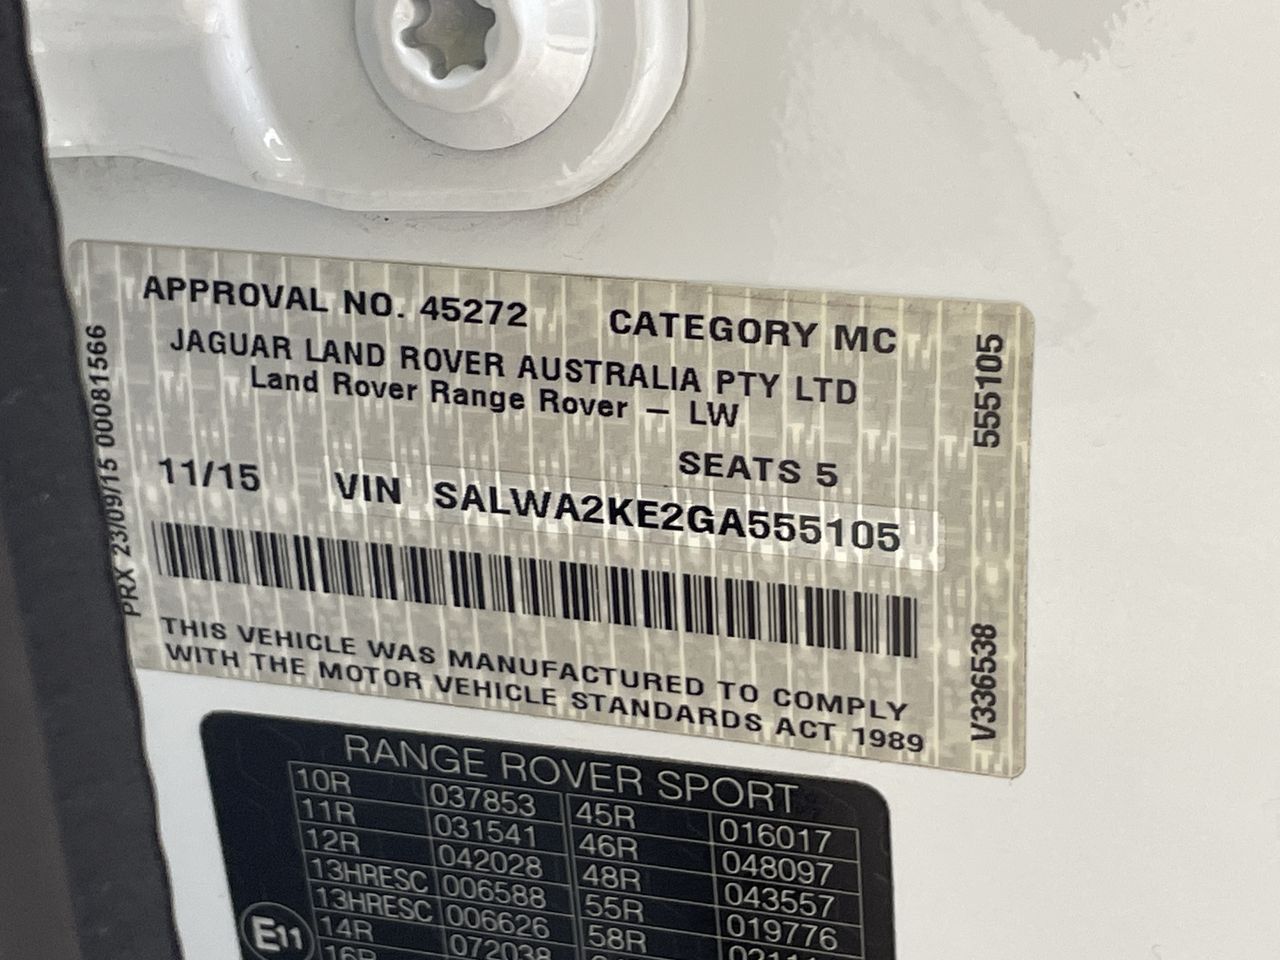 APPROVAL NO. 45272 CATEGORY MC
JAGUAR LAND ROVER AUSTRALIA PTY LTD
Land Rover Range Rover – LW
SEATS 5
11/15 VIN SALWA2KE2GA555105
THIS VEHICLE WAS MANUFACTURED TO COMPLY
WITH THE MOTOR VEHICLE STANDARDS ACT 1989
PRX 23/09/15 00081566
555105
V336538
RANGE ROVER SPORT
10R 037853 45R 016017
11R 031541 46R 048097
12R 042028 48R 043557
13HRESC 006588 55R 019776
13HRESC 006626 58R
14R 072038
16R
E11